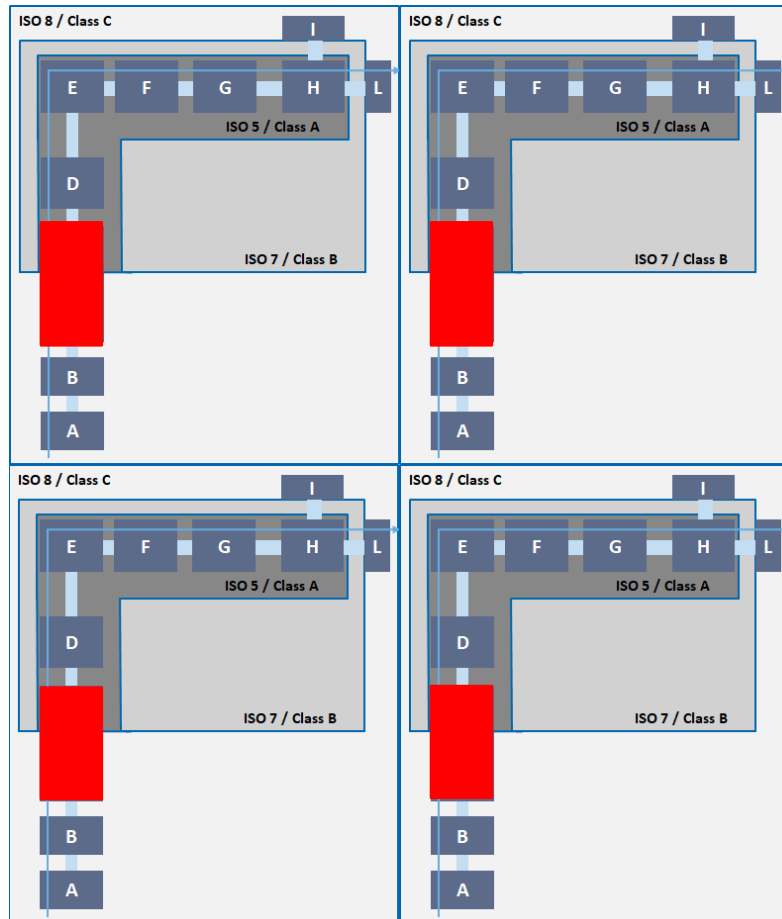 ISO 8 / Class C
I
E F G H L
ISO 5 / Class A
D
ISO 7 / Class B
B
A
ISO 8 / Class C
I
E F G H L
ISO 5 / Class A
D
ISO 7 / Class B
B
A
ISO 8 / Class C
I
E F G H L
ISO 5 / Class A
D
ISO 7 / Class B
B
A
ISO 8 / Class C
I
E F G H L
ISO 5 / Class A
D
ISO 7 / Class B
B
A